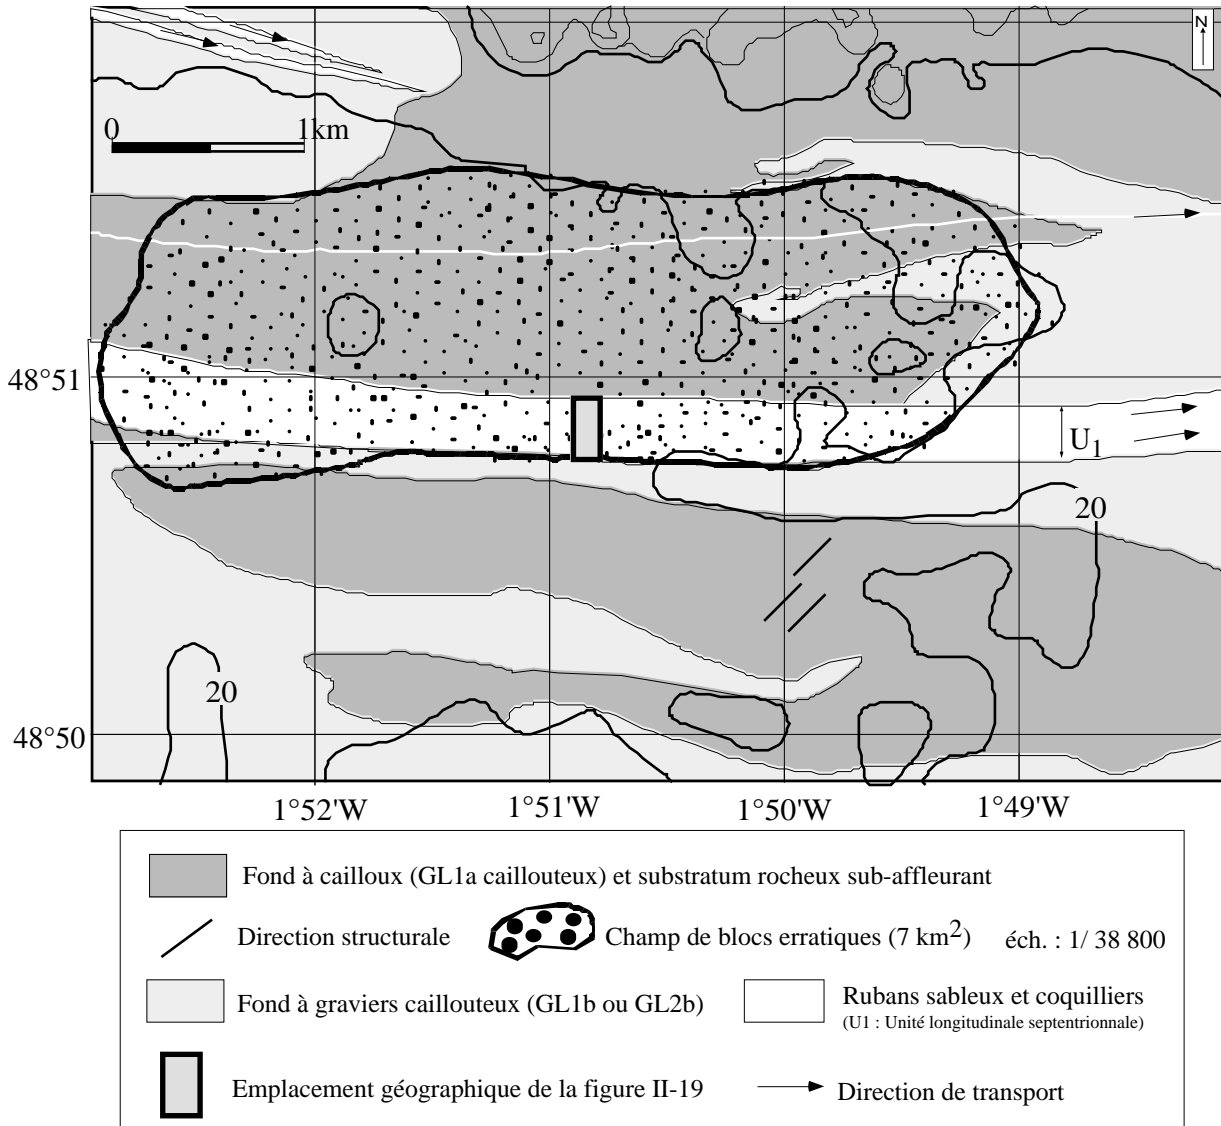 N
0 1km
48°51
U1
20
20
48°50
1°52'W 1°51'W 1°50'W 1°49'W
Fond à cailloux (GL1a caillouteux) et substratum rocheux sub-affleurant
Direction structurale
Champ de blocs erratiques (7 km2) éch. : 1/ 38 800
Fond à graviers caillouteux (GL1b ou GL2b)
Rubans sableux et coquilliers
(U1 : Unité longitudinale septentrionnale)
Emplacement géographique de la figure II-19
Direction de transport